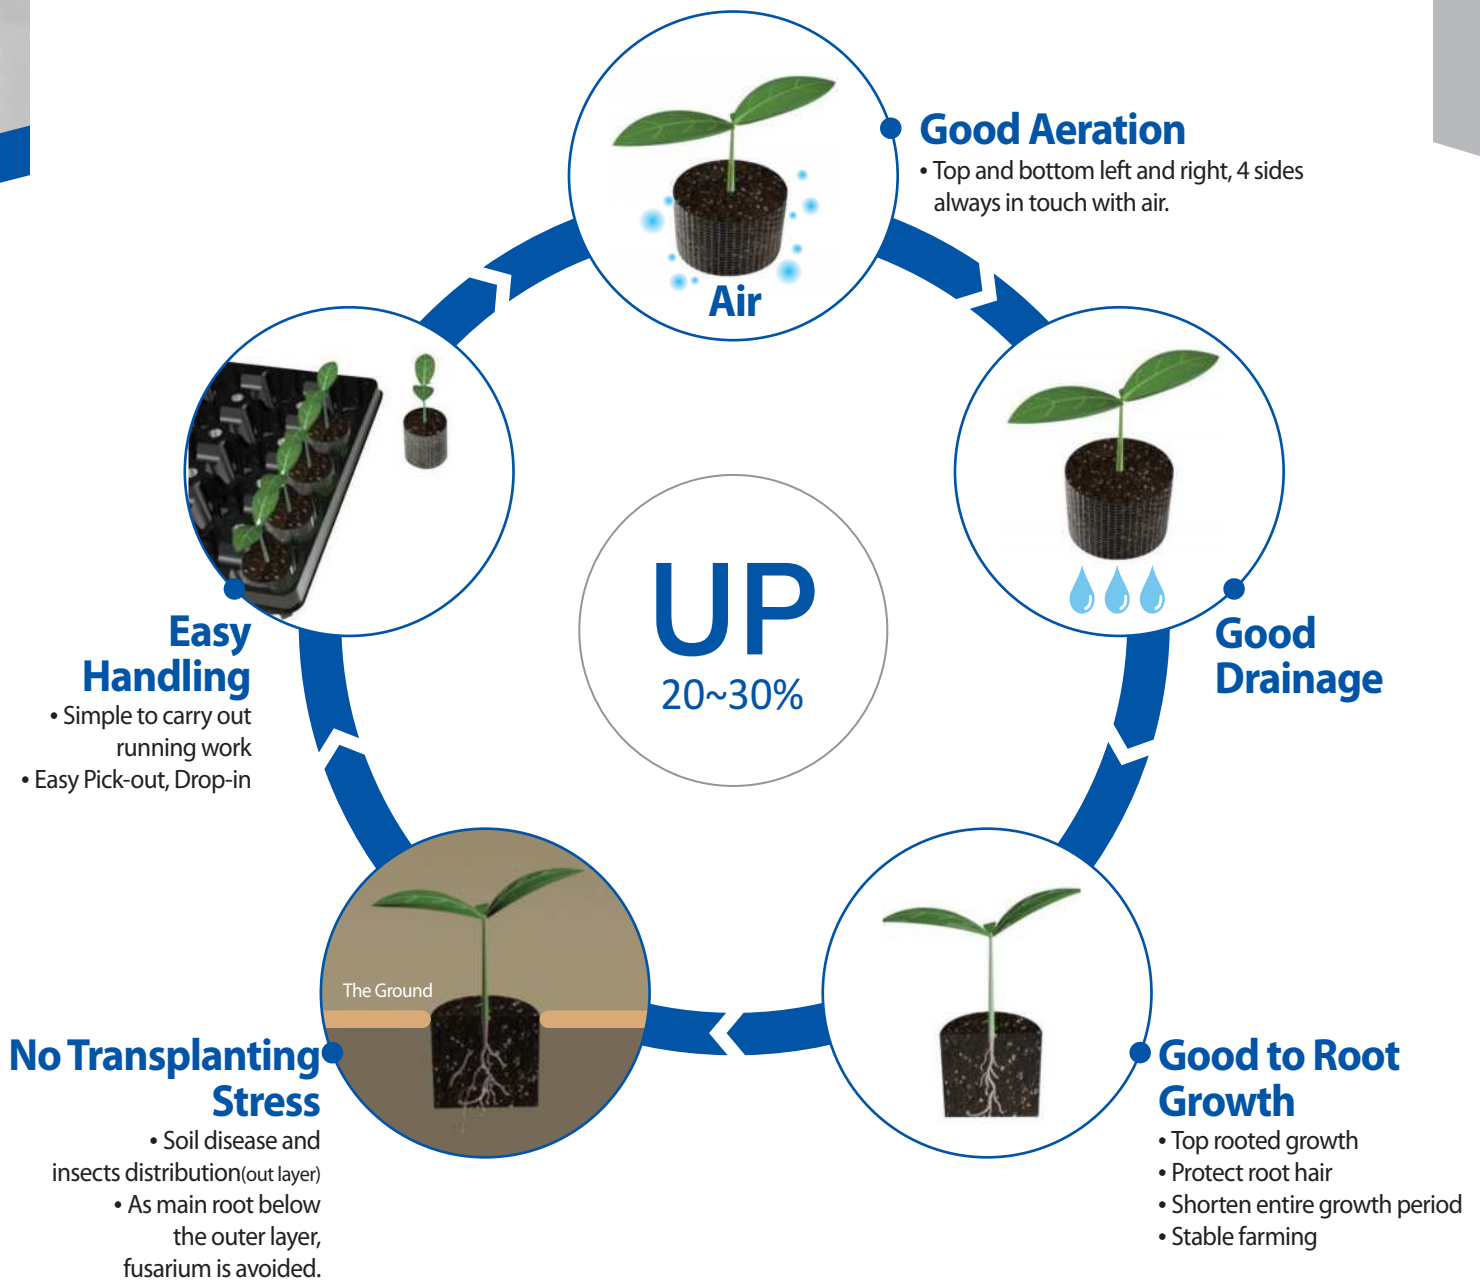 Good Aeration
• Top and bottom left and right, 4 sides
always in touch with air.
Air
Good
Drainage
Good to Root
Growth
• Top rooted growth
• Protect root hair
• Shorten entire growth period
• Stable farming
The Ground
No Transplanting
Stress
• Soil disease and
insects distribution(out layer)
• As main root below
the outer layer,
fusarium is avoided.
Easy
Handling
• Simple to carry out
running work
• Easy Pick-out, Drop-in
UP
20~30%